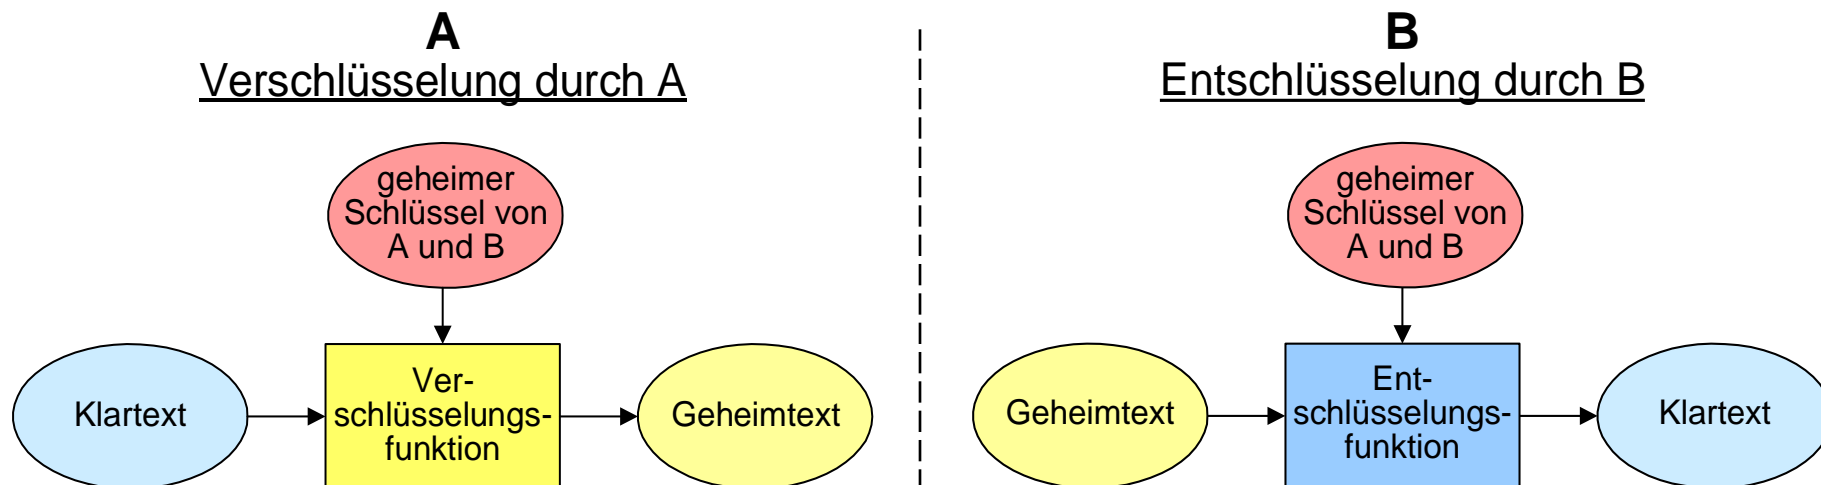 A
Verschlüsselung durch A
geheimer
Schlüssel von
A und B
Klartext
Ver-
schlüsselungs-
funktion
Geheimtext
B
Entschlüsselung durch B
geheimer
Schlüssel von
A und B
Geheimtext
Ent-
schlüsselungs-
funktion
Klartext